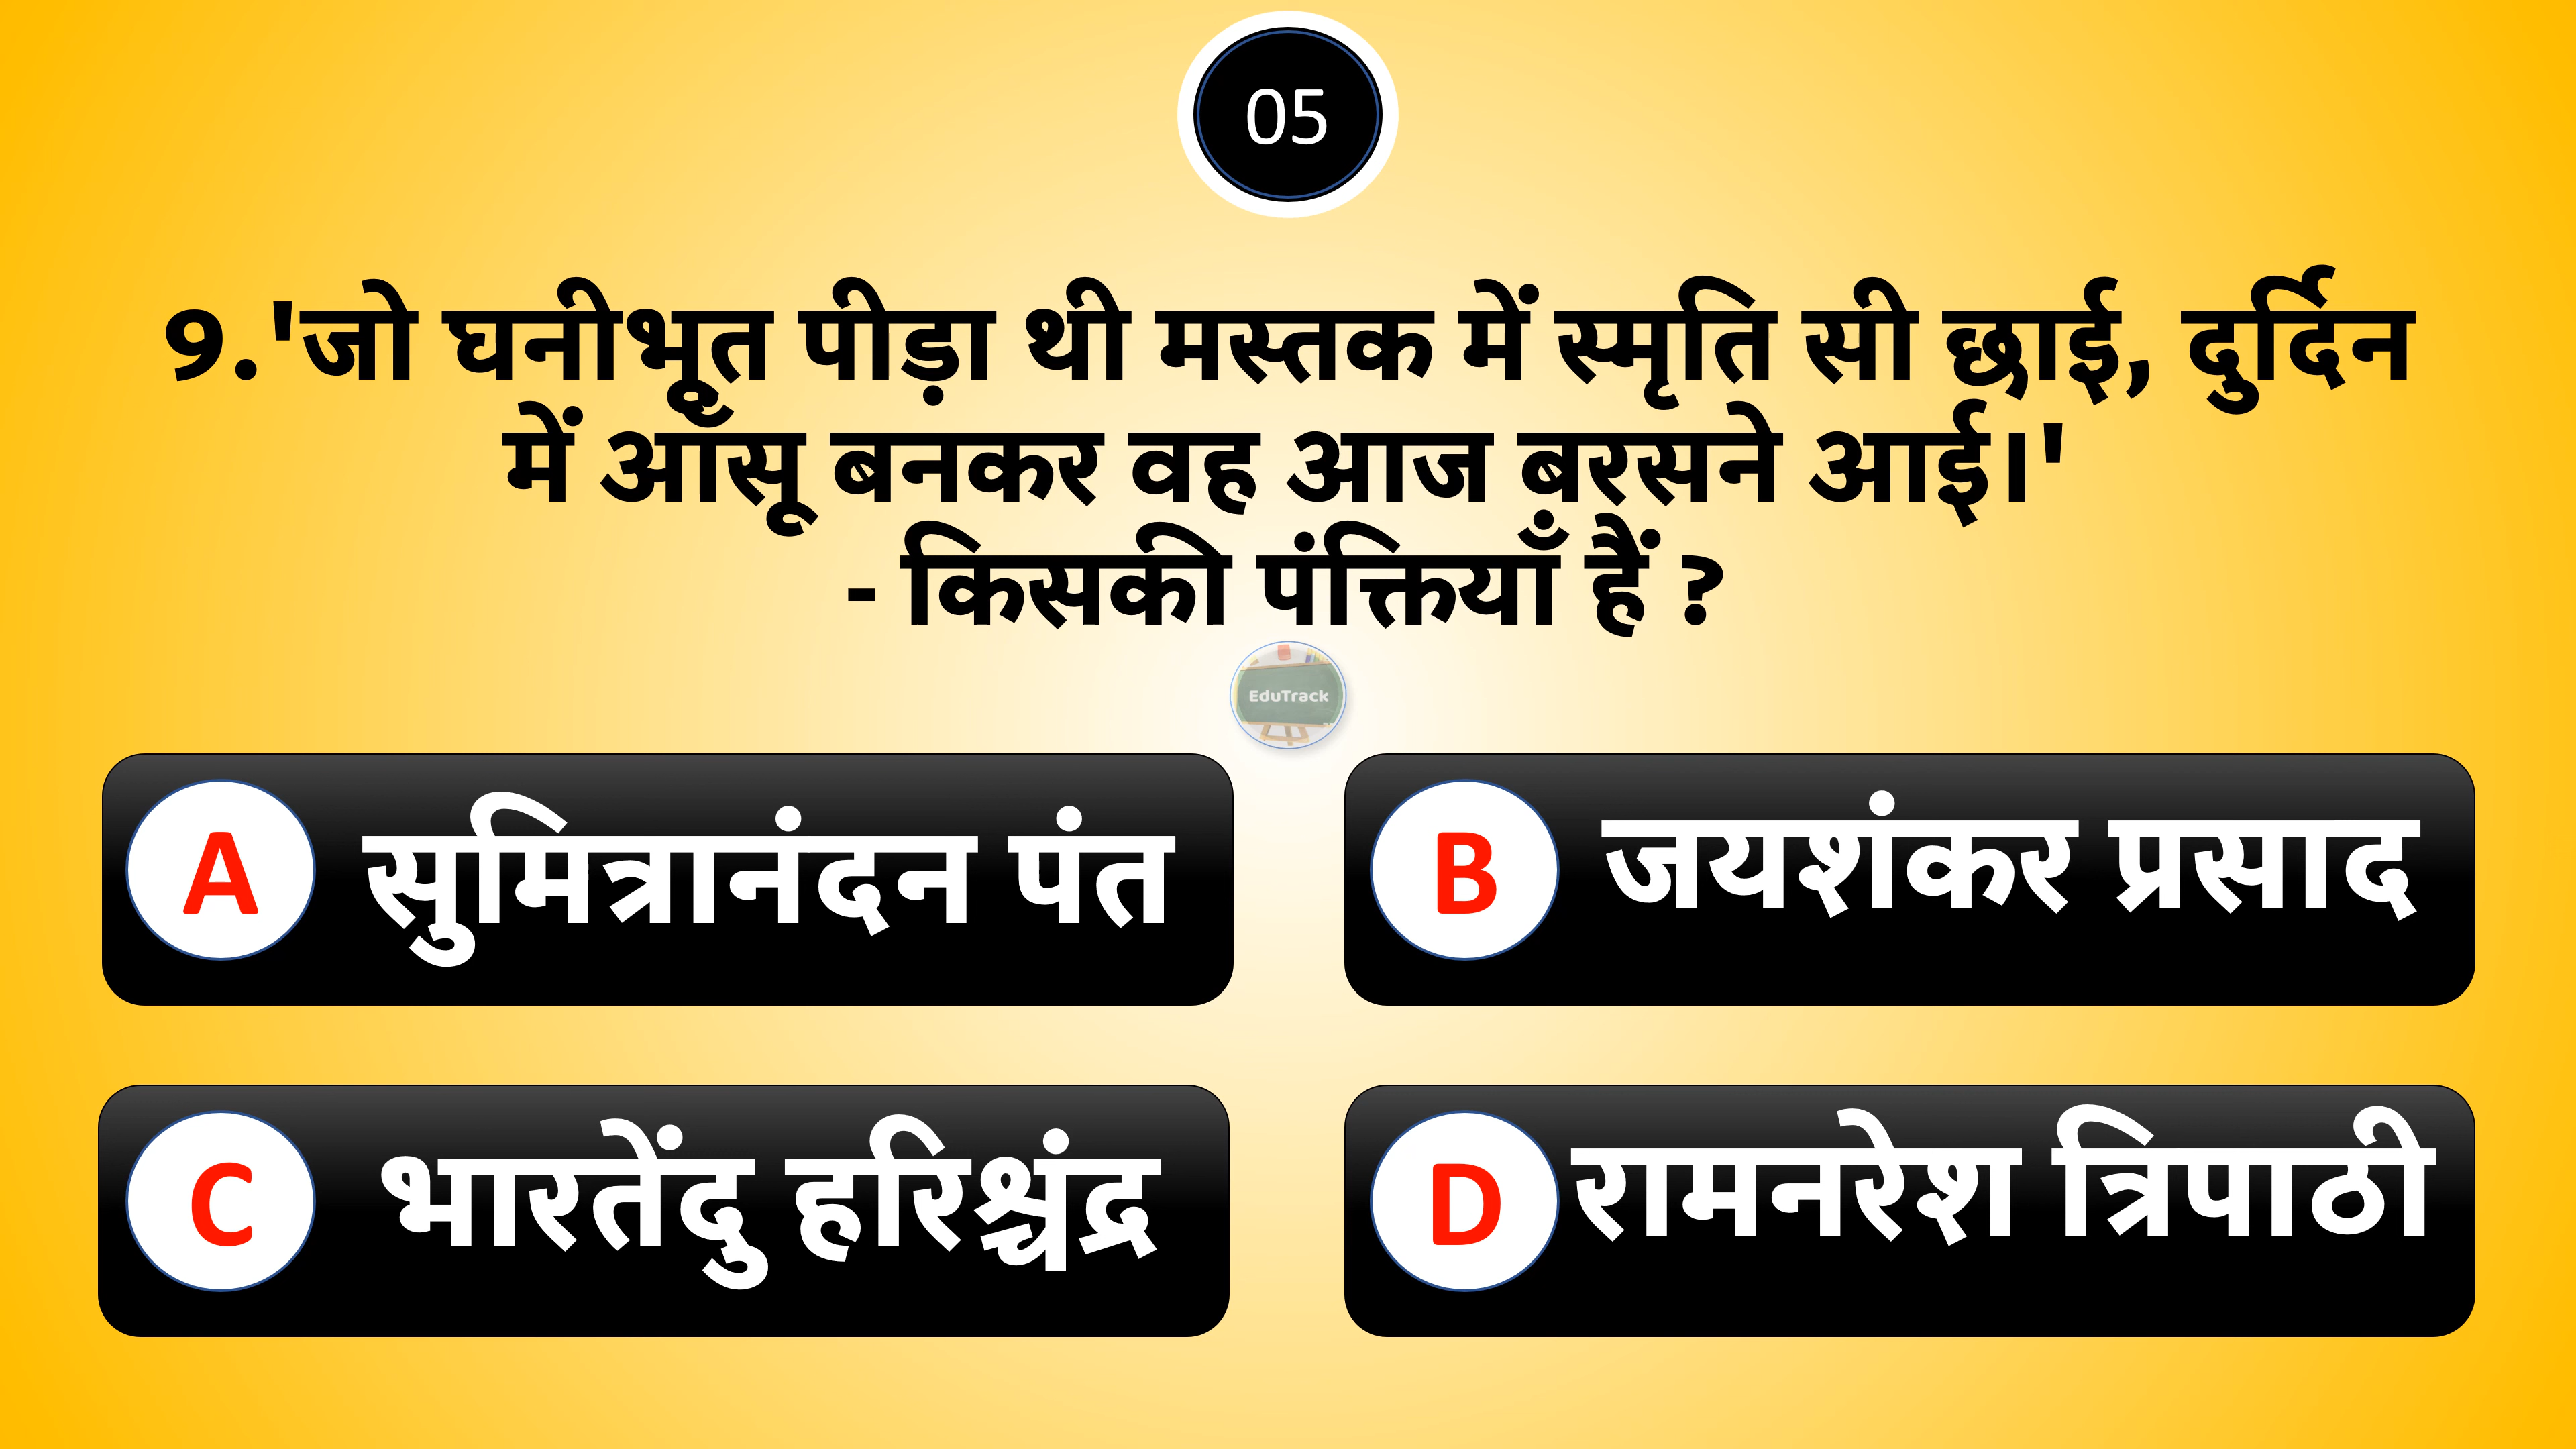 05
9.'जो घनीभूत पीड़ा थी मस्तक में स्मृति सी छाई, दुर्दिन
में आँसू बनकर वह आज बरसने आई।'
- किसकी पंक्तियाँ हैं ?
EduTrack
A सुमित्रानंदन पंत
B जयशंकर प्रसाद
C भारतेंदु हरिश्चंद्र
D रामनरेश त्रिपाठी